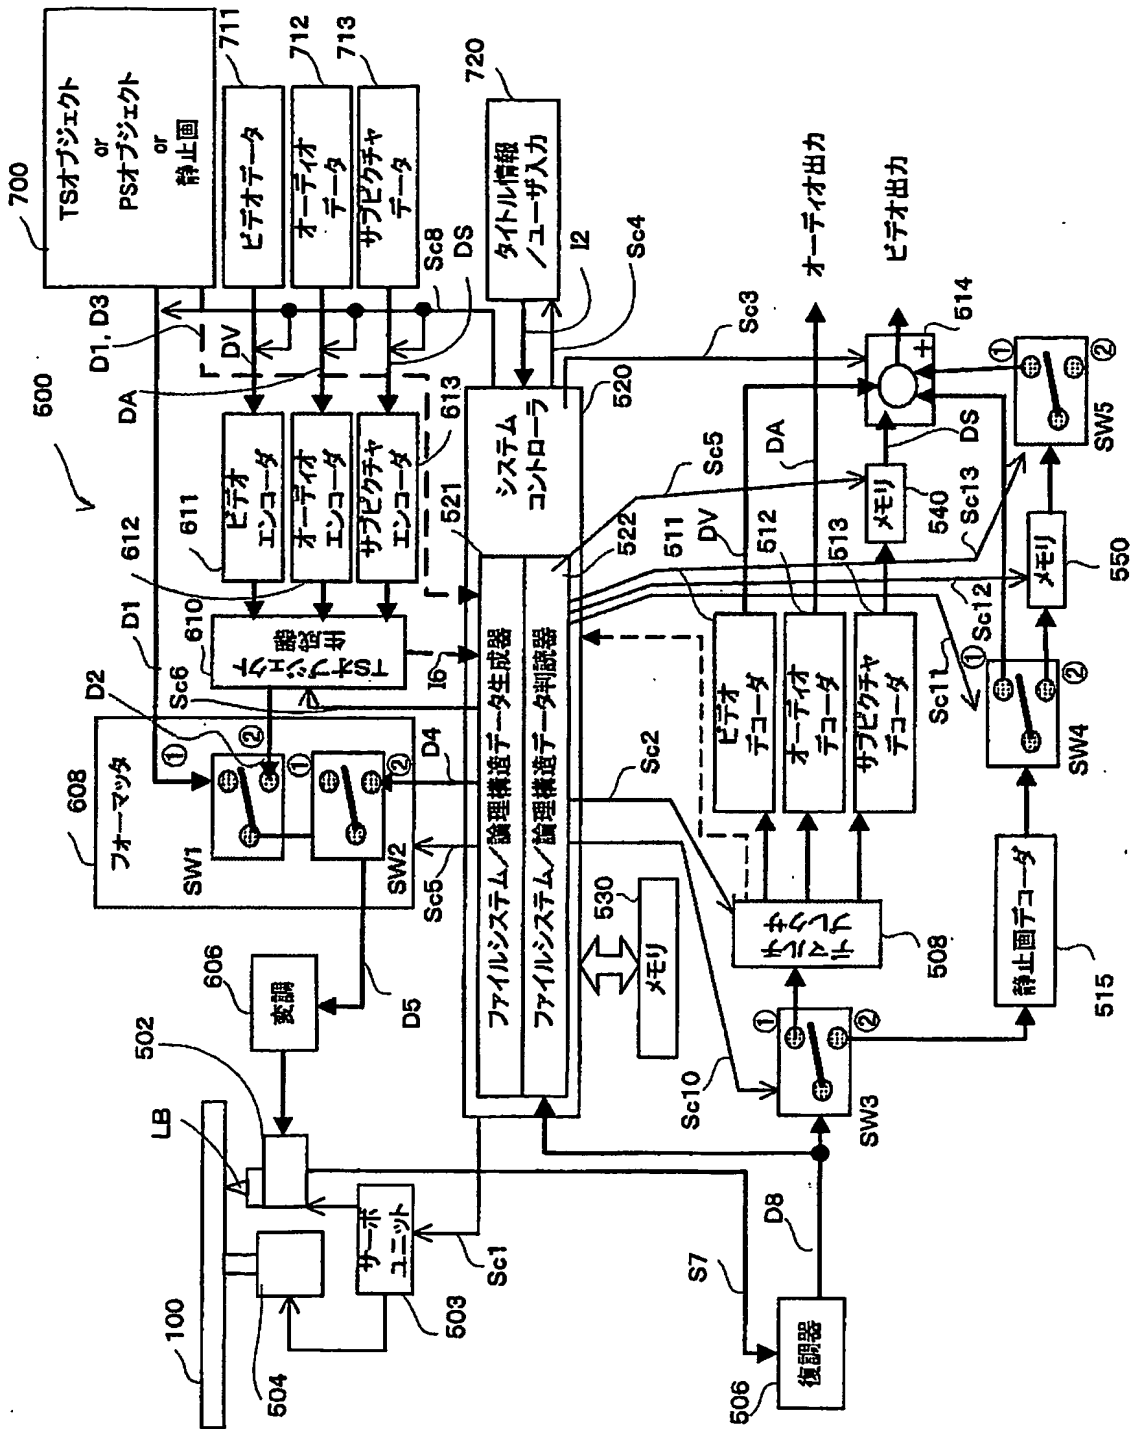 500
700
TSオブジェクト
or
PSオブジェクト
or
静止画
711
ビデオデータ
712
オーディオ
データ
713
サブピクチャ
データ
720
タイトル情報
/ユーザ入力
D1, D3
DV
DA
Sc8
DS
I2
Sc4
611
ビデオ
エンコーダ
612
オーディオ
エンコーダ
613
サブピクチャ
エンコーダ
D1
610
TSオブジェクト
生成器
Sc6
D2
I6
608
フォーマッタ
①
②
SW1
①
②
SW2
D4
Sc5
D5
606
変調
502
LB
100
504
サーボ
ユニット
503
Sc1
521
システム
コントローラ
520
ファイルシステム/論理構造データ生成器
ファイルシステム/論理構造データ判読器
522
530
メモリ
Sc2
Sc10
S7
復調器
506
D8
①
②
SW3
デマルチ
プレクサ
508
511
ビデオ
デコーダ
512
オーディオ
デコーダ
513
サブピクチャ
デコーダ
DV
DA
Sc5
Sc3
メモリ
540
DS
514
+
オーディオ出力
ビデオ出力
Sc13
Sc12
Sc11
静止画デコーダ
515
①
②
SW4
メモリ
550
①
②
SW5